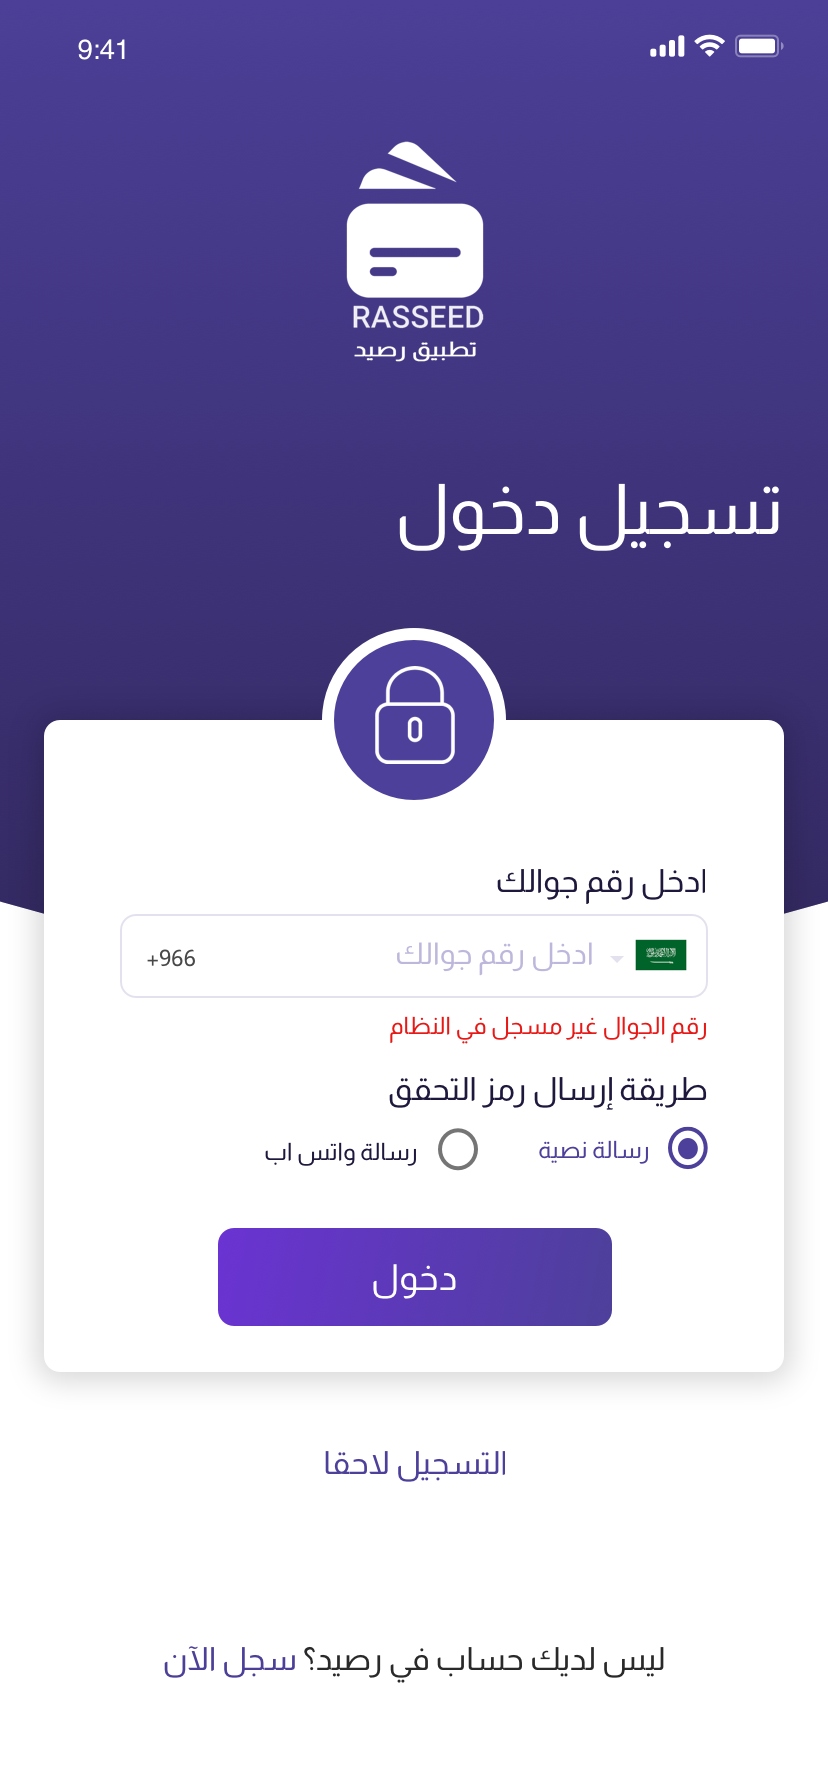 9:41
RASSEED
تطبيق رصيد
تسجيل دخول
ادخل رقم جوالك
ادخل رقم جوالك +966
رقم الجوال غير مسجل في النظام
طريقة إرسال رمز التحقق
رسالة نصية رسالة واتس اب
دخول
التسجيل لاحقا
ليس لديك حساب في رصيد؟ سجل الآن